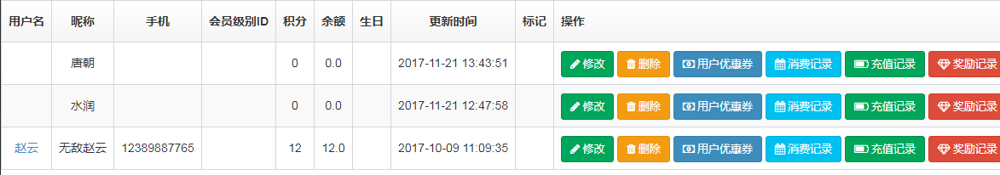 用户名 昵称 手机 会员级别ID 积分 余额 生日 更新时间 标记 操作
唐朝 0 0.0 2017-11-21 13:43:51 修改 删除 用户优惠券 消费记录 充值记录 奖励记录
水润 0 0.0 2017-11-21 12:47:58 修改 删除 用户优惠券 消费记录 充值记录 奖励记录
赵云 无敌赵云 12389887765 12 12.0 2017-10-09 11:09:35 修改 删除 用户优惠券 消费记录 充值记录 奖励记录